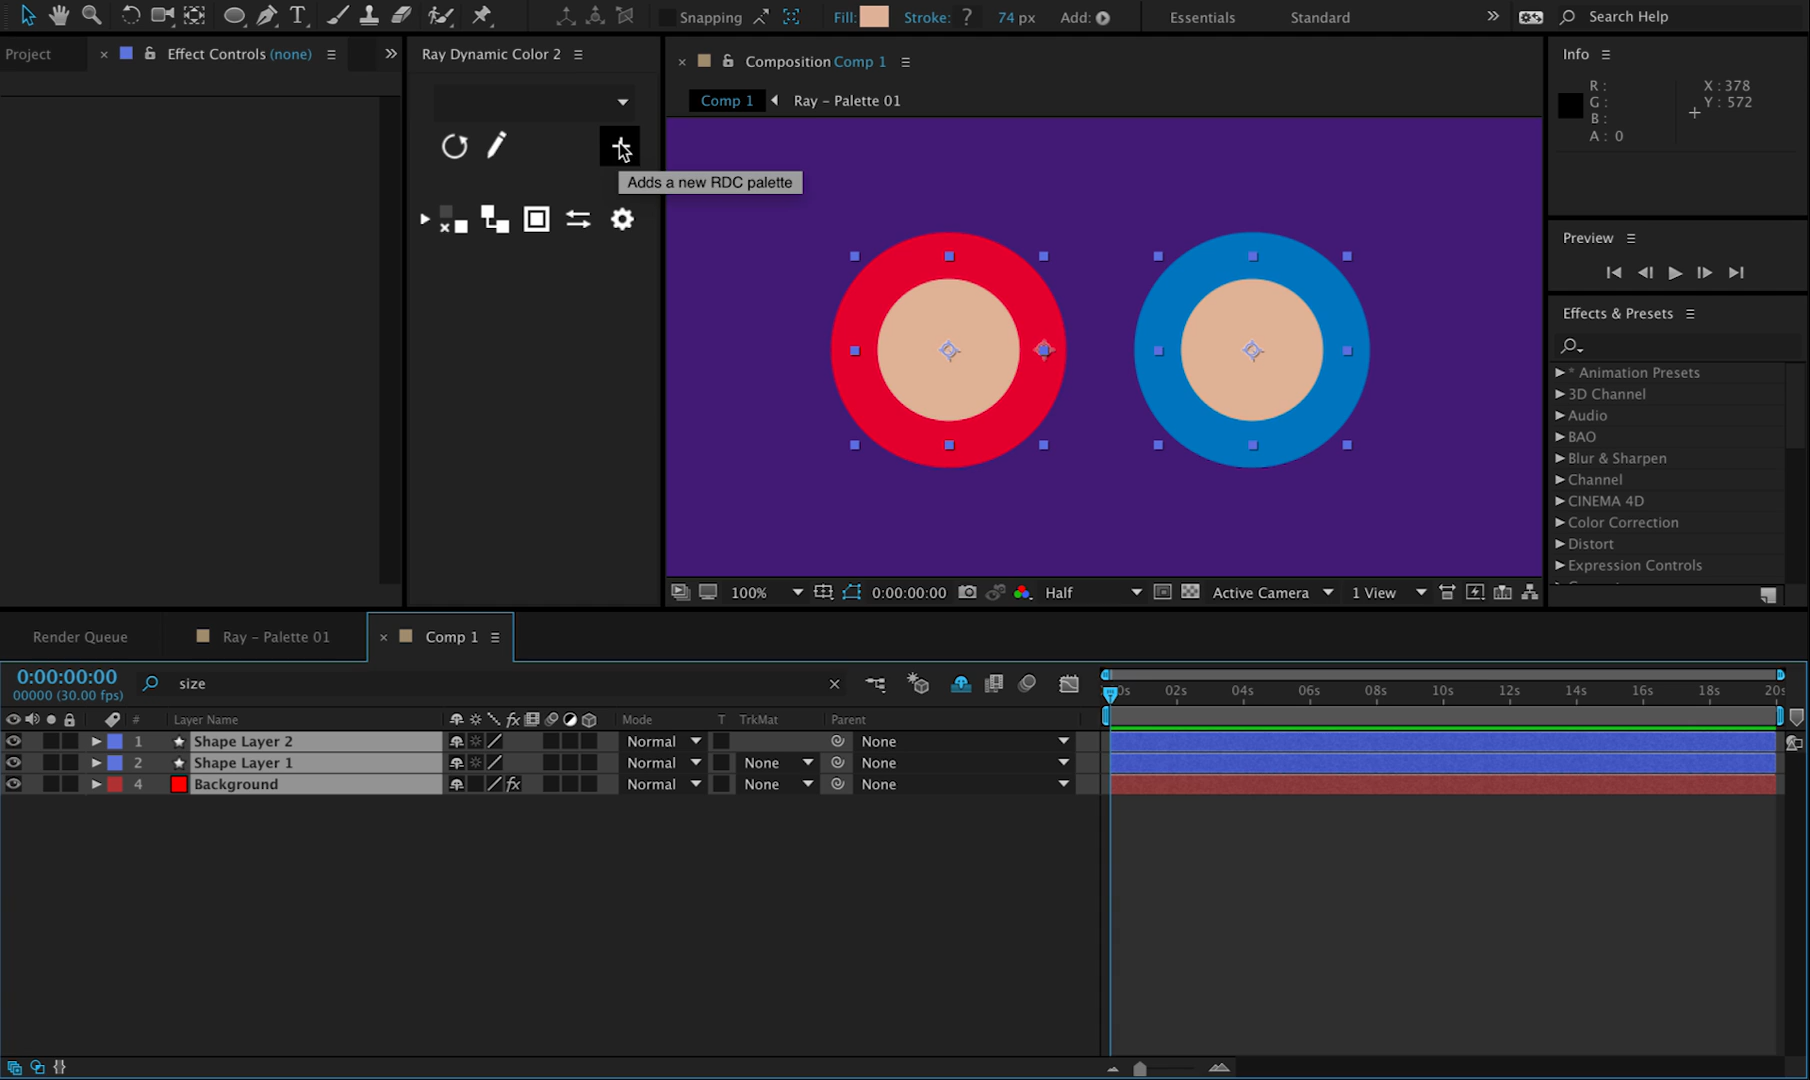 Snapping
Fill:
Stroke: ?
74 px
Add:
Essentials
Standard
Search Help
Project
× Effect Controls (none)
Ray Dynamic Color 2
× Composition Comp 1
Info
Comp 1
Ray – Palette 01
R :
G :
B :
A : 0
X : 378
Y : 572
Adds a new RDC palette
Preview
Effects & Presets
* Animation Presets
3D Channel
Audio
BAO
Blur & Sharpen
Channel
CINEMA 4D
Color Correction
Distort
Expression Controls
100%
0:00:00:00
Half
Active Camera
1 View
Render Queue
Ray – Palette 01
× Comp 1
0:00:00:00
00000 (30.00 fps)
size
0s 02s 04s 06s 08s 10s 12s 14s 16s 18s 20s
# Layer Name
fx
Mode
T TrkMat
Parent
1 Shape Layer 2 Normal None
2 Shape Layer 1 Normal None None
4 Background fx Normal None None